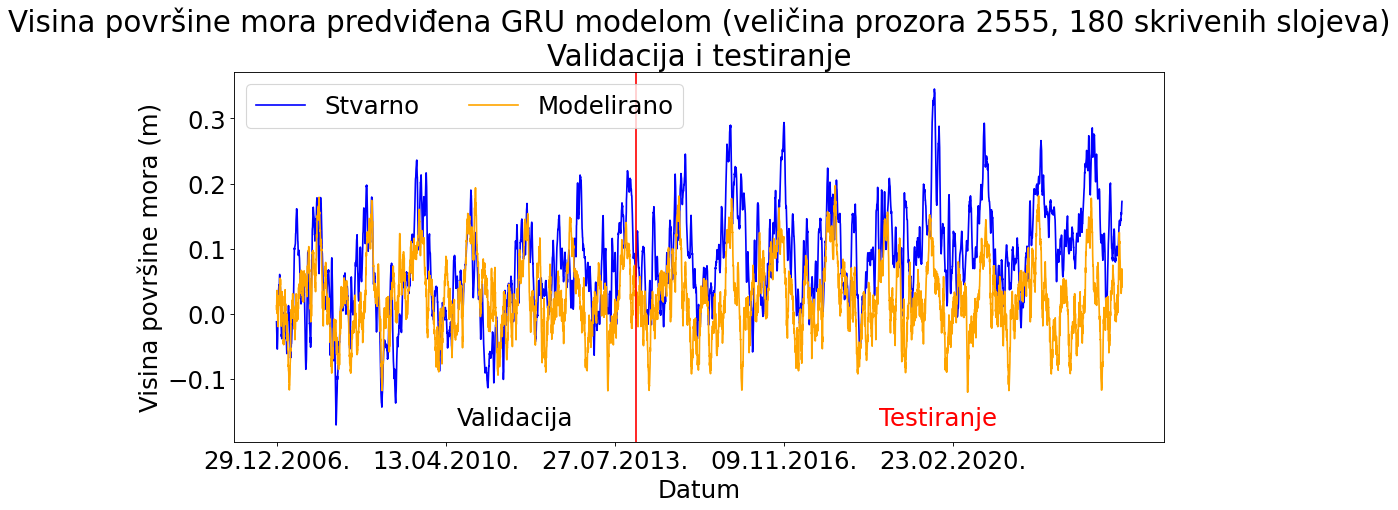 Visina površine mora predviđena GRU modelom (veličina prozora 2555, 180 skrivenih slojeva)
Validacija i testiranje
Stvarno Modelirano
Visina površine mora (m)
0.3
0.2
0.1
0.0
−0.1
Validacija Testiranje
29.12.2006. 13.04.2010. 27.07.2013. 09.11.2016. 23.02.2020.
Datum